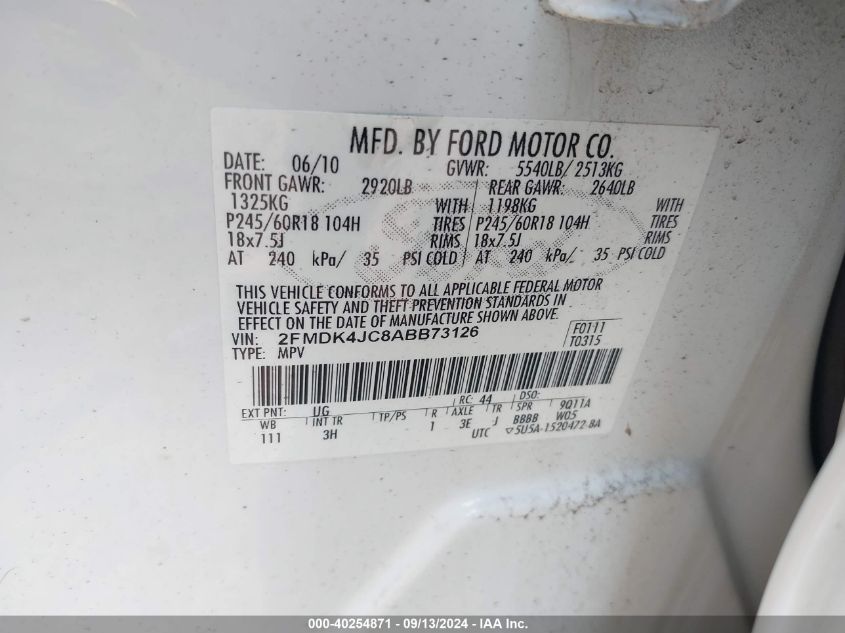 MFD. BY FORD MOTOR CO.
DATE: 06/10 GVWR: 5540LB/ 2513KG
FRONT GAWR: 2920LB REAR GAWR: 2640LB
1325KG WITH 1198KG WITH
P245/60R18 104H TIRES P245/60R18 104H TIRES
18x7.5J RIMS 18x7.5J RIMS
AT 240 kPa/ 35 PSI COLD AT 240 kPa/ 35 PSI COLD
THIS VEHICLE CONFORMS TO ALL APPLICABLE FEDERAL MOTOR
VEHICLE SAFETY AND THEFT PREVENTION STANDARDS IN
EFFECT ON THE DATE OF MANUFACTURE SHOWN ABOVE.
VIN: 2FMDK4JC8ABB73126 F0111
TYPE: MPV T0315
EXT PNT: UG RC: 44 DSO:
WB INT TR TP/PS R AXLE TR SPR 9Q11A
111 3H 1 3E J BBBB W05
UTC ▽5U5A-1520472-BA
000-40254871 - 09/13/2024 - IAA Inc.